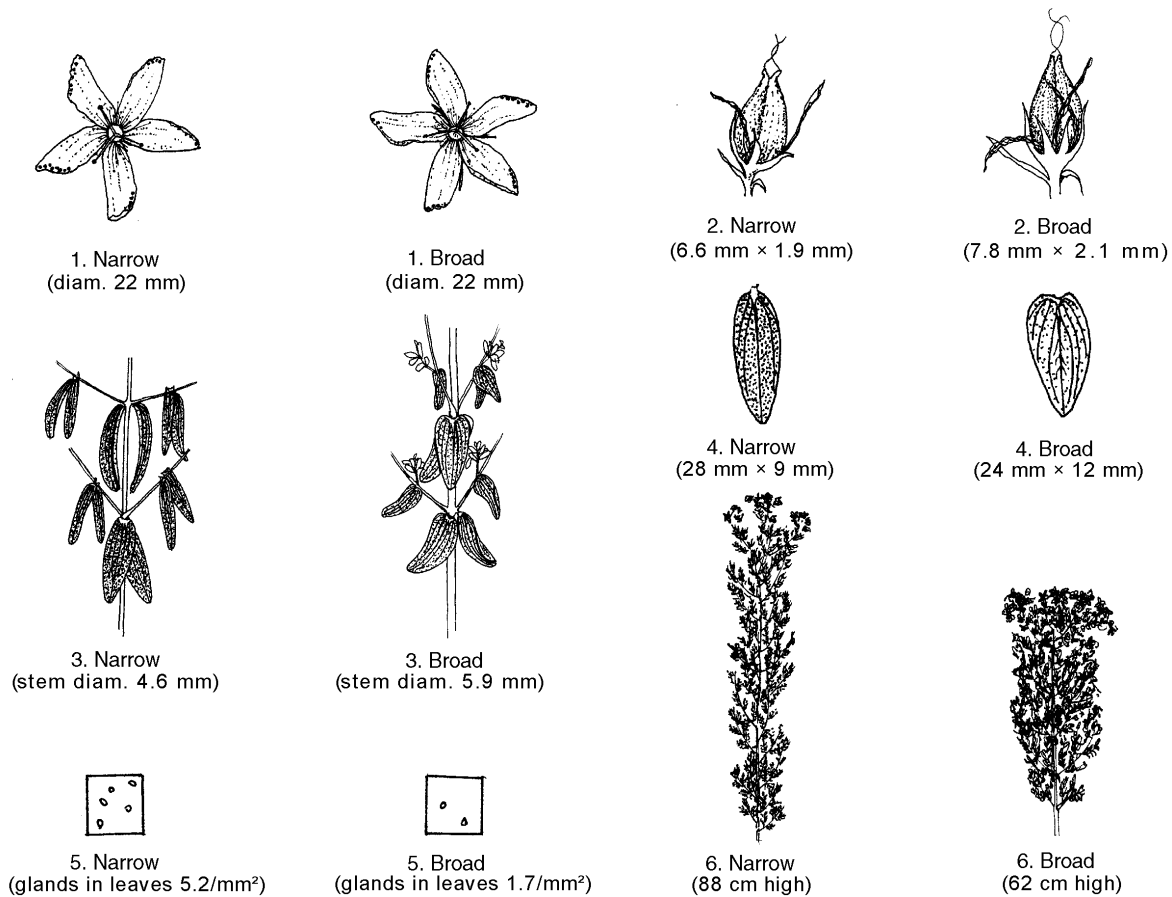 1. Narrow
(diam. 22 mm)
1. Broad
(diam. 22 mm)
2. Narrow
(6.6 mm × 1.9 mm)
2. Broad
(7.8 mm × 2.1 mm)
3. Narrow
(stem diam. 4.6 mm)
3. Broad
(stem diam. 5.9 mm)
4. Narrow
(28 mm × 9 mm)
4. Broad
(24 mm × 12 mm)
5. Narrow
(glands in leaves 5.2/mm²)
5. Broad
(glands in leaves 1.7/mm²)
6. Narrow
(88 cm high)
6. Broad
(62 cm high)